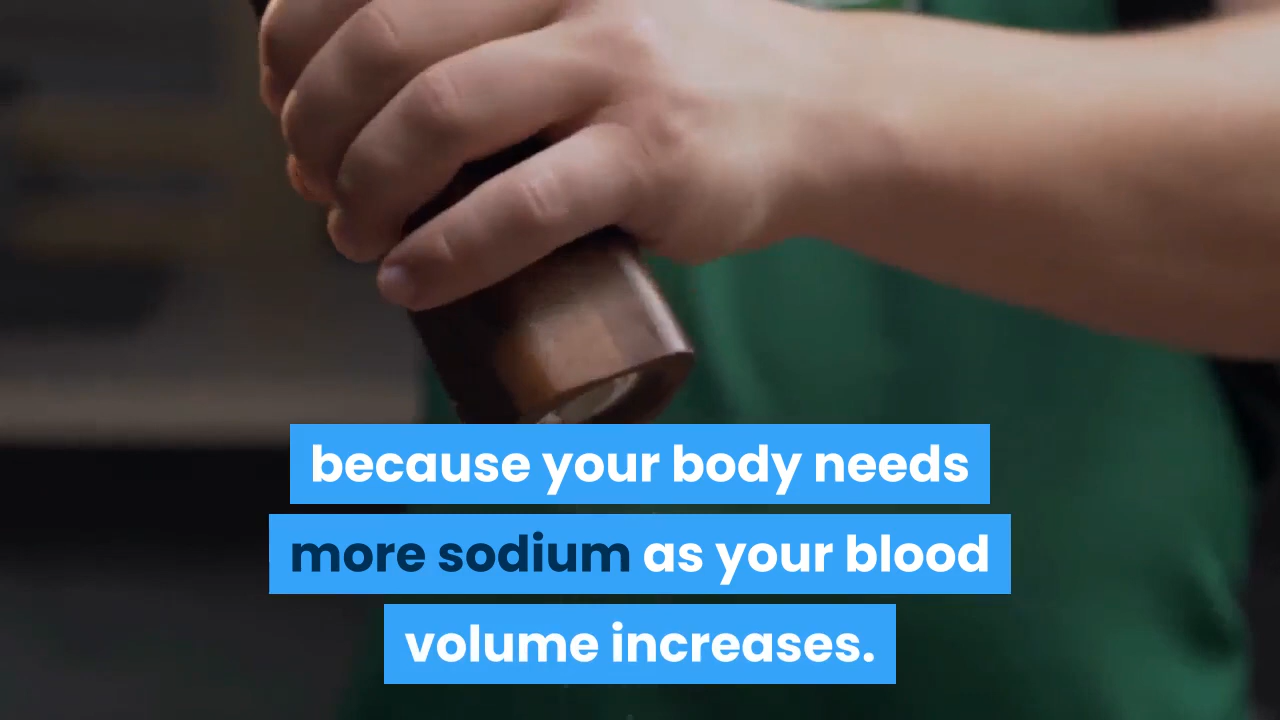 because your body needs
more sodium as your blood
volume increases.